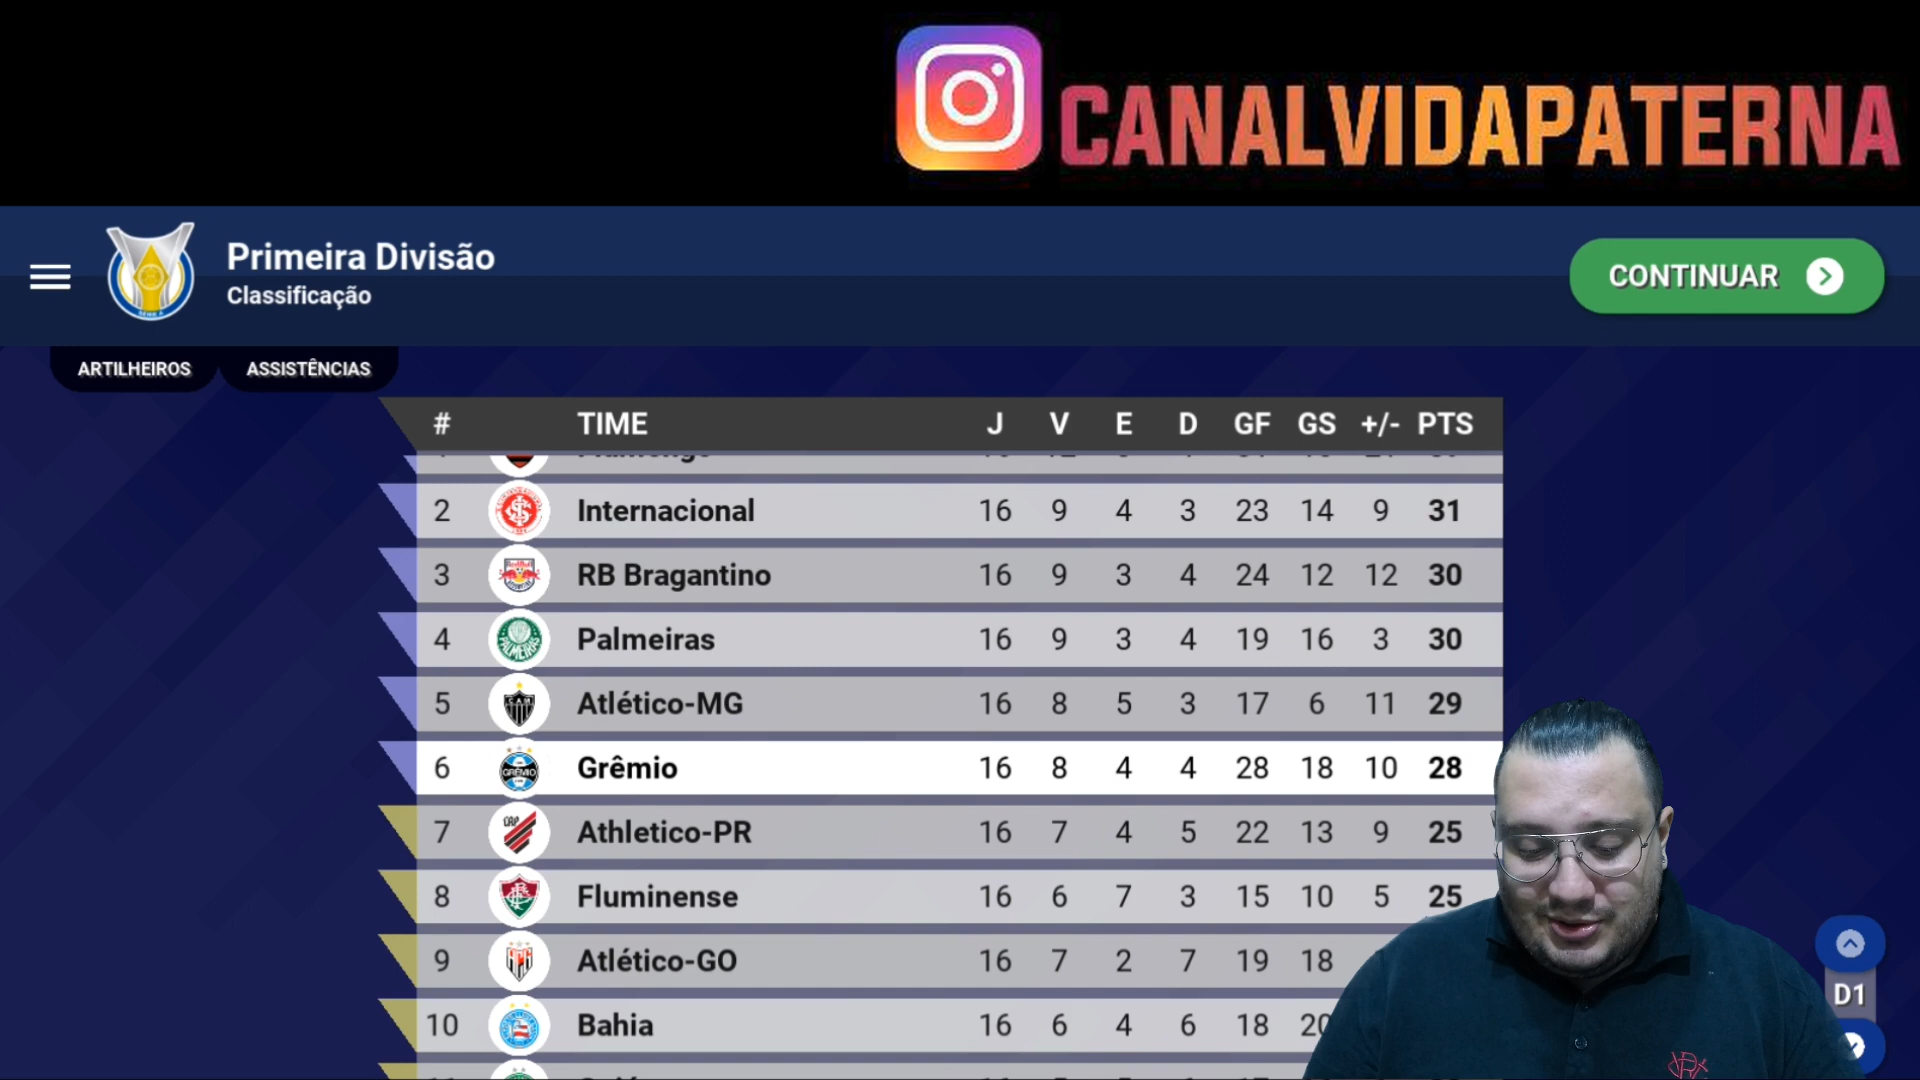 CANALVIDAPATERNA
Primeira Divisão
Classificação
CONTINUAR
ARTILHEIROS ASSISTÊNCIAS
# TIME J V E D GF GS +/- PTS
2 Internacional 16 9 4 3 23 14 9 31
3 RB Bragantino 16 9 3 4 24 12 12 30
4 Palmeiras 16 9 3 4 19 16 3 30
5 Atlético-MG 16 8 5 3 17 6 11 29
6 Grêmio 16 8 4 4 28 18 10 28
7 Athletico-PR 16 7 4 5 22 13 9 25
8 Fluminense 16 6 7 3 15 10 5 25
9 Atlético-GO 16 7 2 7 19 18
10 Bahia 16 6 4 6 18 20
D1